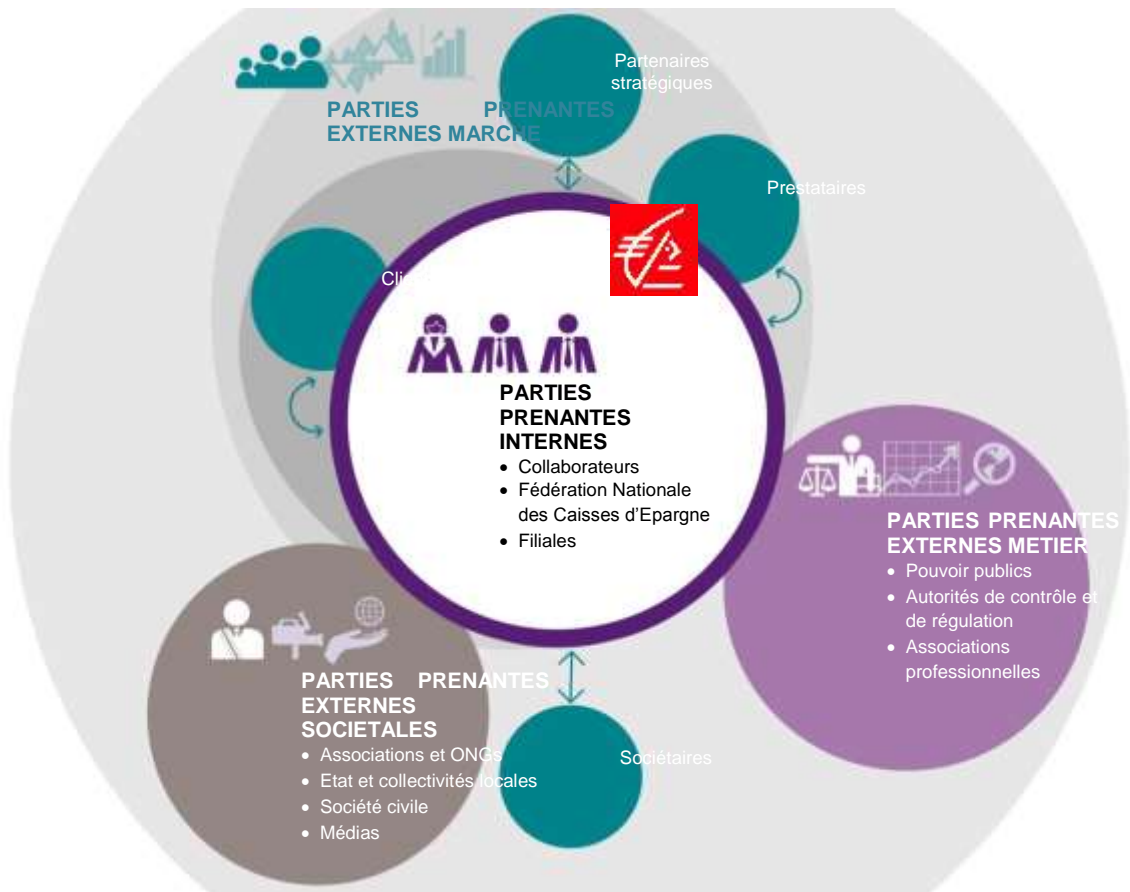 Partenaires
stratégiques
PARTIES PRENANTES
EXTERNES MARCHE
Prestataires
PARTIES
PRENANTES
INTERNES
• Collaborateurs
• Fédération Nationale
des Caisses d’Epargne
• Filiales
PARTIES PRENANTES
EXTERNES METIER
• Pouvoir publics
• Autorités de contrôle et
de régulation
• Associations
professionnelles
PARTIES PRENANTES
EXTERNES
SOCIETALES
• Associations et ONGs
• Etat et collectivités locales
• Société civile
• Médias
Sociétaires